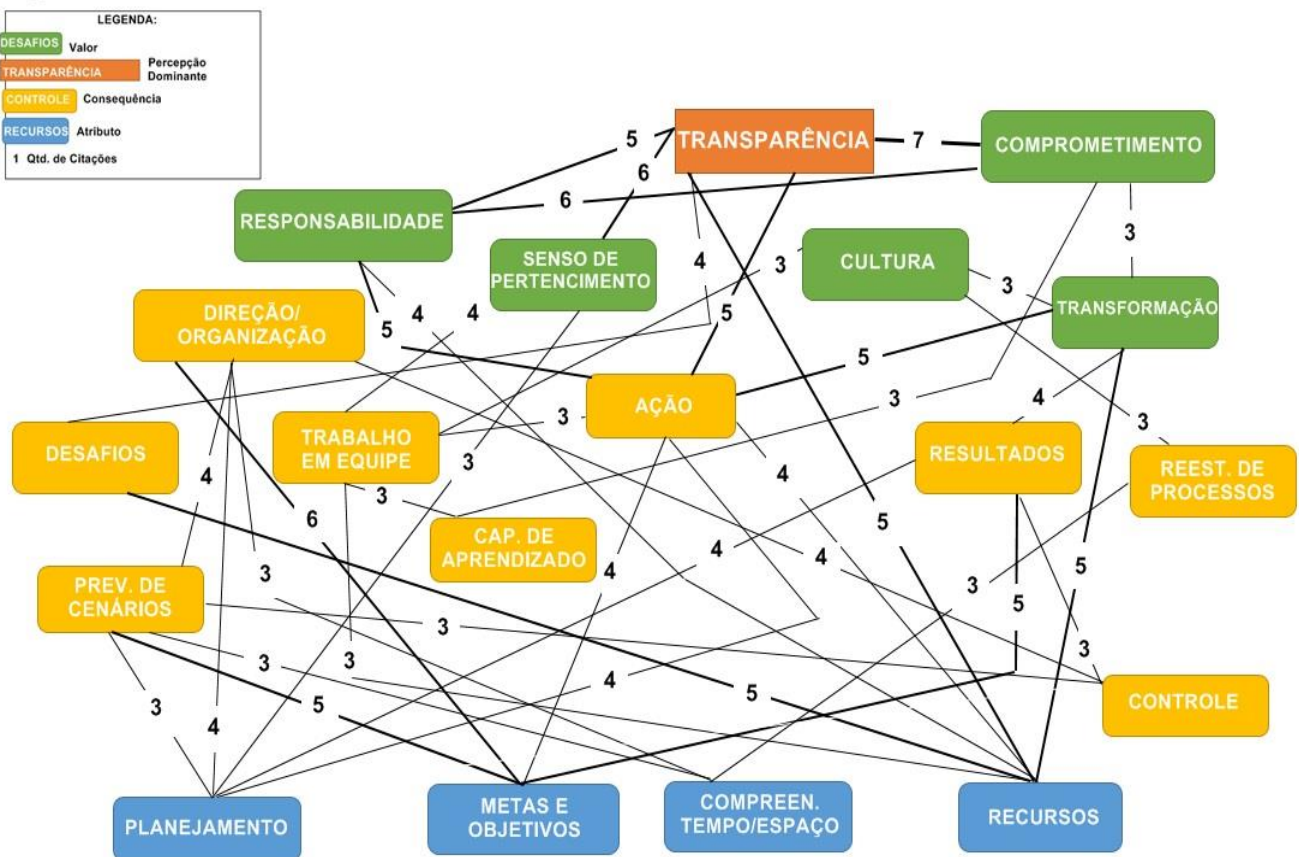 LEGENDA:
DESAFIOS Valor
TRANSPARÊNCIA Percepção
Dominante
CONTROLE Consequência
RECURSOS Atributo
1 Qtd. de Citações
TRANSPARÊNCIA
7
COMPROMETIMENTO
5
6
6
RESPONSABILIDADE
SENSO DE
PERTENCIMENTO
4
3
CULTURA
3
3
TRANSFORMAÇÃO
DIREÇÃO/
ORGANIZAÇÃO
4
4
5
5
5
AÇÃO
3
3
4
3
DESAFIOS
TRABALHO
EM EQUIPE
RESULTADOS
REEST. DE
PROCESSOS
4
3
3
4
6
CAP. DE
APRENDIZADO
5
4
4
4
5
3
5
PREV. DE
CENÁRIOS
3
3
3
3
3
4
5
3
CONTROLE
3
4
5
PLANEJAMENTO
METAS E
OBJETIVOS
COMPREEN.
TEMPO/ESPAÇO
RECURSOS